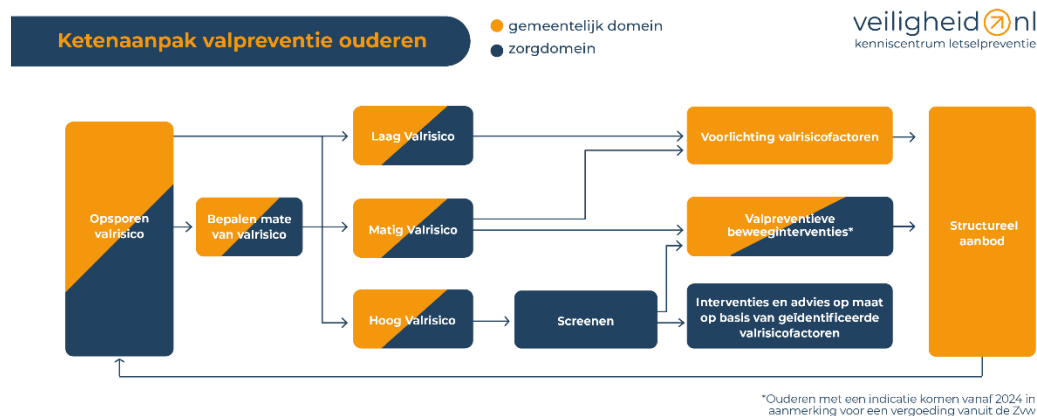 Ketenaanpak valpreventie ouderen
gemeentelijk domein
zorgdomein
veiligheid nl
kenniscentrum letselpreventie
Opsporen
valrisico
Bepalen mate
van valrisico
Laag Valrisico
Matig Valrisico
Hoog Valrisico
Screenen
Voorlichting valrisicofactoren
Valpreventieve
beweeginterventies*
Interventies en advies op maat
op basis van geïdentificeerde
valrisicofactoren
Structureel
aanbod
*Ouderen met een indicatie komen vanaf 2024 in
aanmerking voor een vergoeding vanuit de Zvw